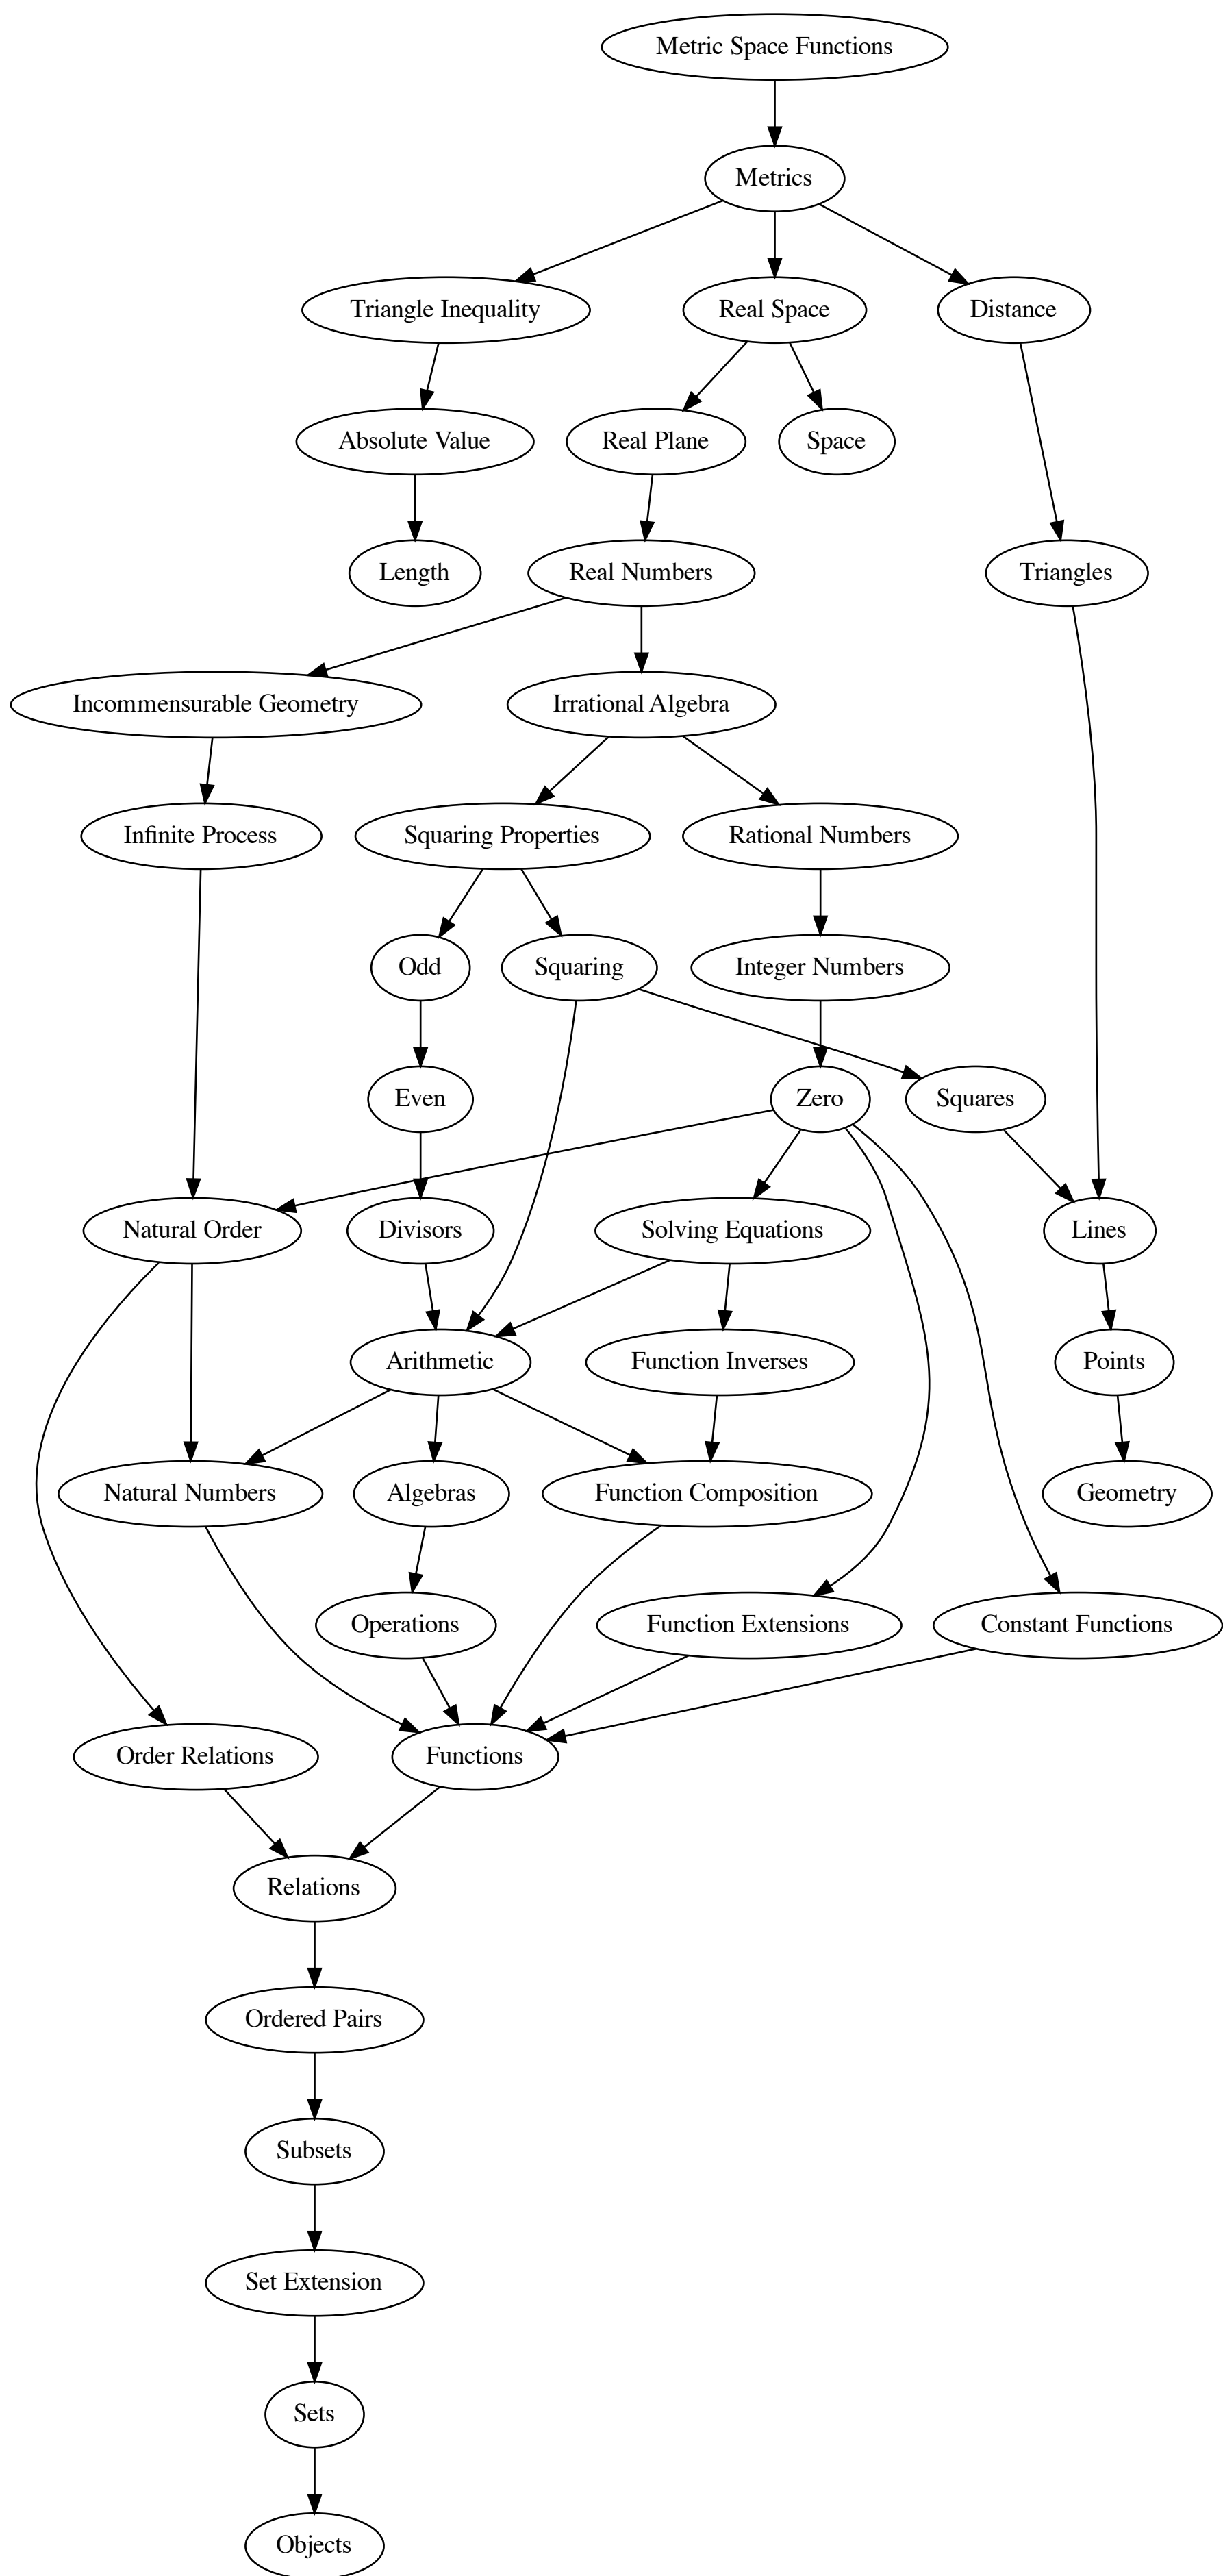 Metric Space Functions
Metrics
Triangle Inequality
Real Space
Distance
Absolute Value
Real Plane
Space
Length
Real Numbers
Triangles
Incommensurable Geometry
Irrational Algebra
Infinite Process
Squaring Properties
Rational Numbers
Odd
Squaring
Integer Numbers
Even
Zero
Squares
Natural Order
Divisors
Solving Equations
Lines
Arithmetic
Function Inverses
Points
Natural Numbers
Algebras
Function Composition
Geometry
Operations
Function Extensions
Constant Functions
Order Relations
Functions
Relations
Ordered Pairs
Subsets
Set Extension
Sets
Objects